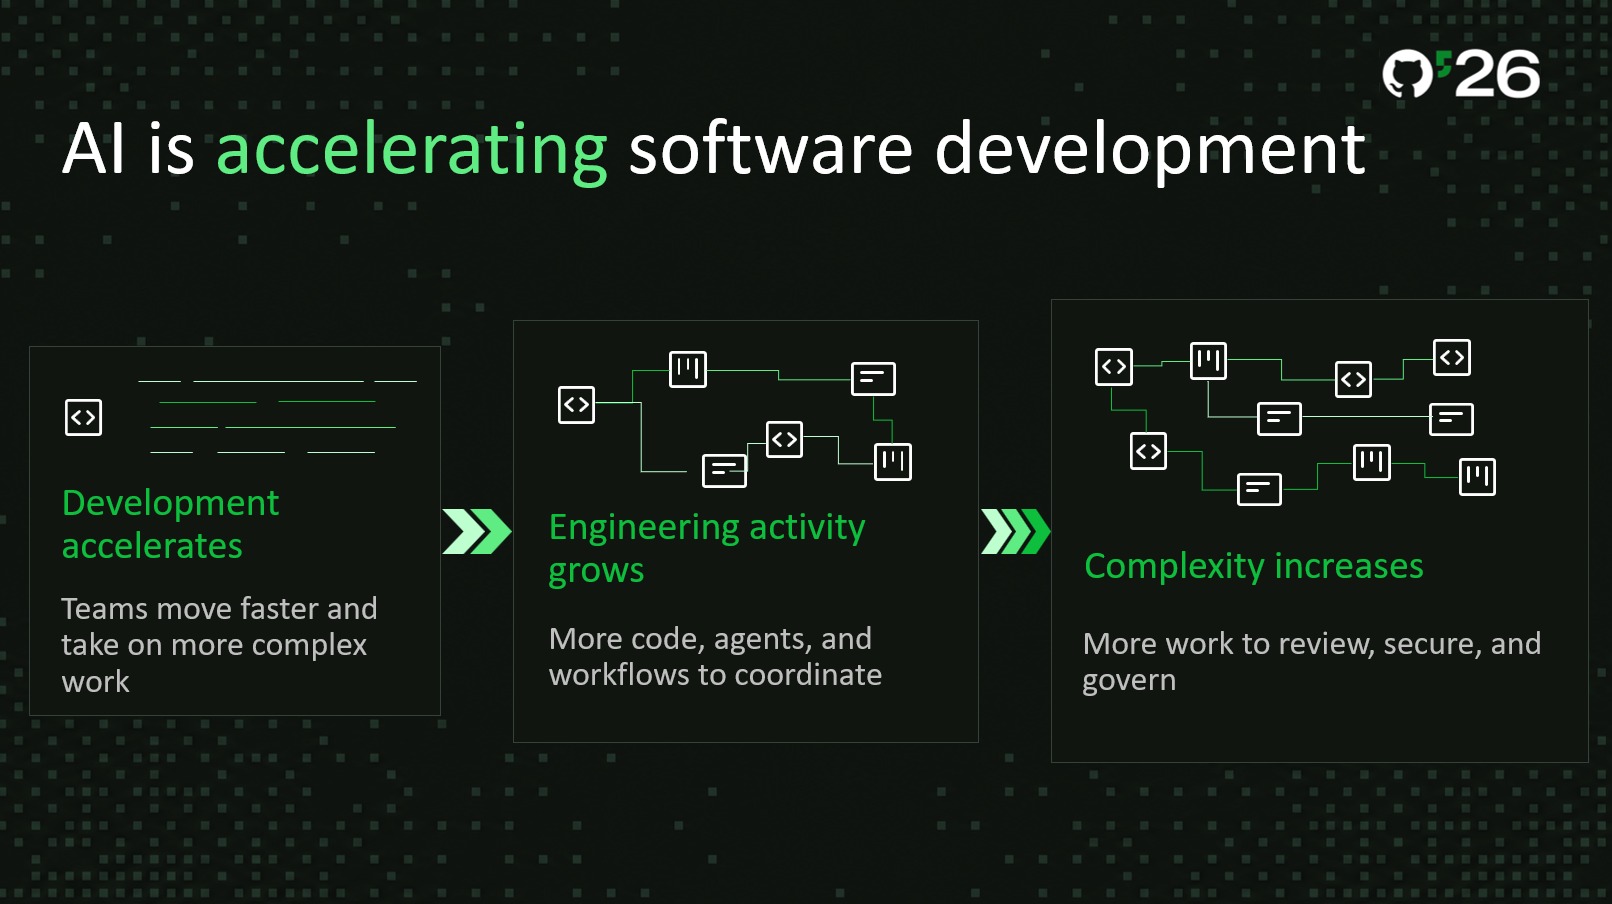 '26
AI is accelerating software development
Development
accelerates
Teams move faster and
take on more complex
work
Engineering activity
grows
More code, agents, and
workflows to coordinate
Complexity increases
More work to review, secure, and
govern